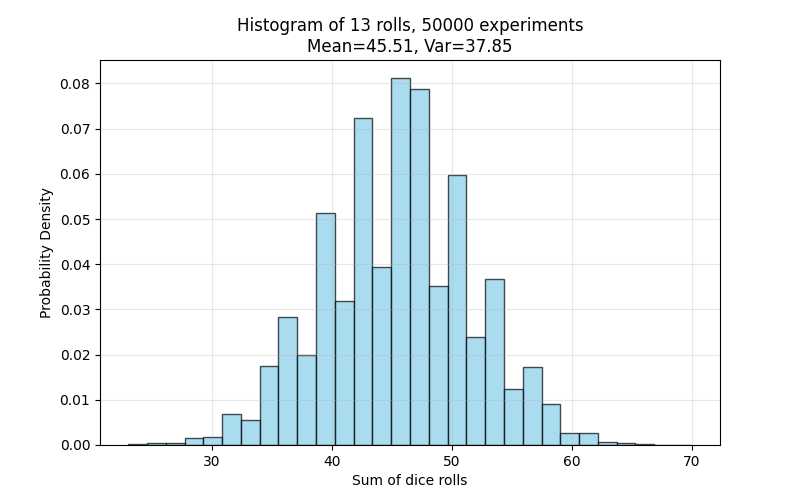 Histogram of 13 rolls, 50000 experiments
Mean=45.51, Var=37.85
0.08
0.07
0.06
0.05
0.04
0.03
0.02
0.01
0.00
Probability Density
30 40 50 60 70
Sum of dice rolls